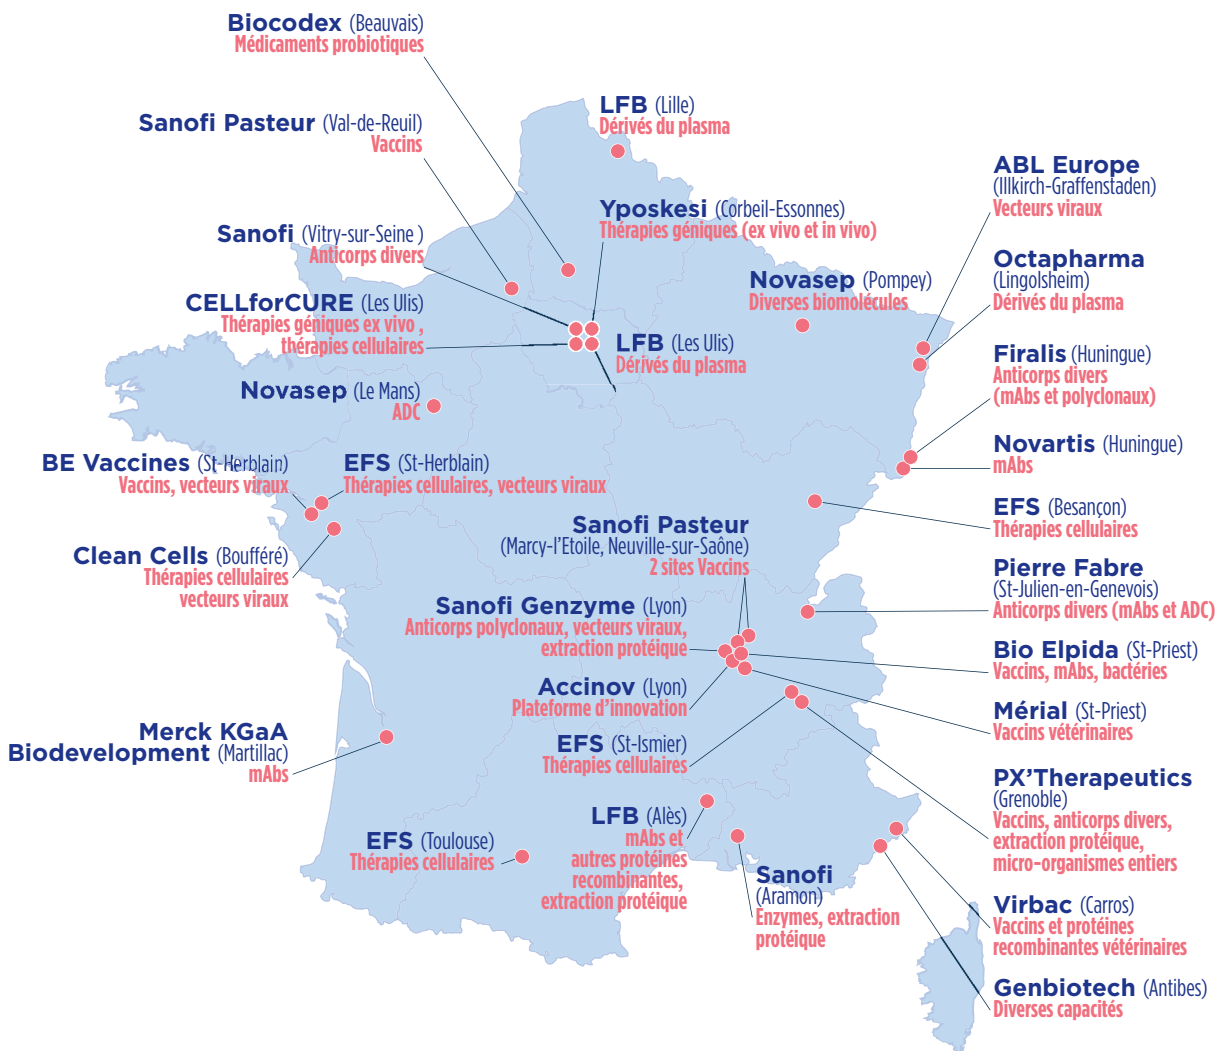 Biocodex (Beauvais)
Médicaments probiotiques
LFB (Lille)
Dérivés du plasma
Sanofi Pasteur (Val-de-Reuil)
Vaccins
ABL Europe
(Illkirch-Graffenstaden)
Vecteurs viraux
Yposkesi (Corbeil-Essonnes)
Thérapies géniques (ex vivo et in vivo)
Sanofi (Vitry-sur-Seine )
Anticorps divers
Octapharma
(Lingolsheim)
Dérivés du plasma
Novasep (Pompey)
Diverses biomolécules
CELLforCURE (Les Ulis)
Thérapies géniques ex vivo ,
thérapies cellulaires
LFB (Les Ulis)
Dérivés du plasma
Firalis (Huningue)
Anticorps divers
(mAbs et polyclonaux)
Novasep (Le Mans)
ADC
Novartis (Huningue)
mAbs
BE Vaccines (St-Herblain)
Vaccins, vecteurs viraux
EFS (St-Herblain)
Thérapies cellulaires, vecteurs viraux
EFS (Besançon)
Thérapies cellulaires
Sanofi Pasteur
(Marcy-l'Etoile, Neuville-sur-Saône)
2 sites Vaccins
Clean Cells (Boufféré)
Thérapies cellulaires
vecteurs viraux
Pierre Fabre
(St-Julien-en-Genevois)
Anticorps divers (mAbs et ADC)
Sanofi Genzyme (Lyon)
Anticorps polyclonaux, vecteurs viraux,
extraction protéique
Bio Elpida (St-Priest)
Vaccins, mAbs, bactéries
Accinov (Lyon)
Plateforme d'innovation
Mérial (St-Priest)
Vaccins vétérinaires
Merck KGaA
Biodevelopment (Martillac)
mAbs
EFS (St-Ismier)
Thérapies cellulaires
PX'Therapeutics
(Grenoble)
Vaccins, anticorps divers,
extraction protéique,
micro-organismes entiers
LFB (Alès)
mAbs et
autres protéines
recombinantes,
extraction protéique
EFS (Toulouse)
Thérapies cellulaires
Sanofi
(Aramon)
Enzymes, extraction
protéique
Virbac (Carros)
Vaccins et protéines
recombinantes vétérinaires
Genbiotech (Antibes)
Diverses capacités